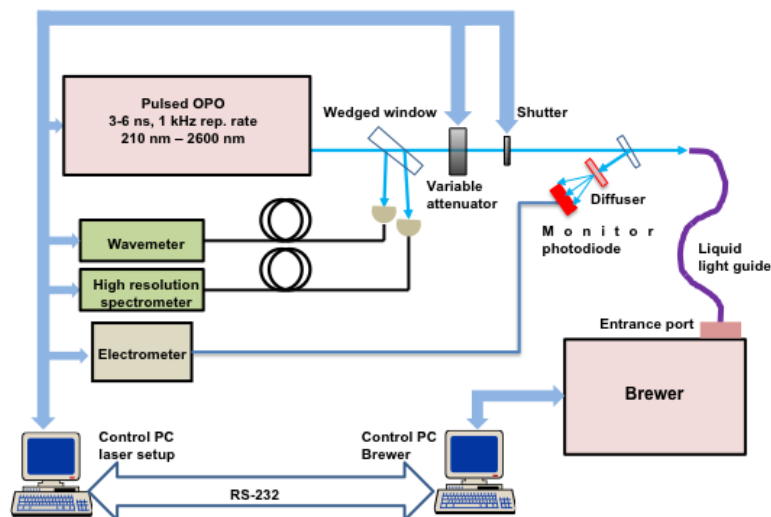 Pulsed OPO
3-6 ns, 1 kHz rep. rate
210 nm – 2600 nm
Wedged window
Shutter
Variable
attenuator
Diffuser
M o n i t o r
photodiode
Wavemeter
High resolution
spectrometer
Liquid
light guide
Entrance port
Electrometer
Brewer
Control PC
laser setup
Control PC
Brewer
RS-232